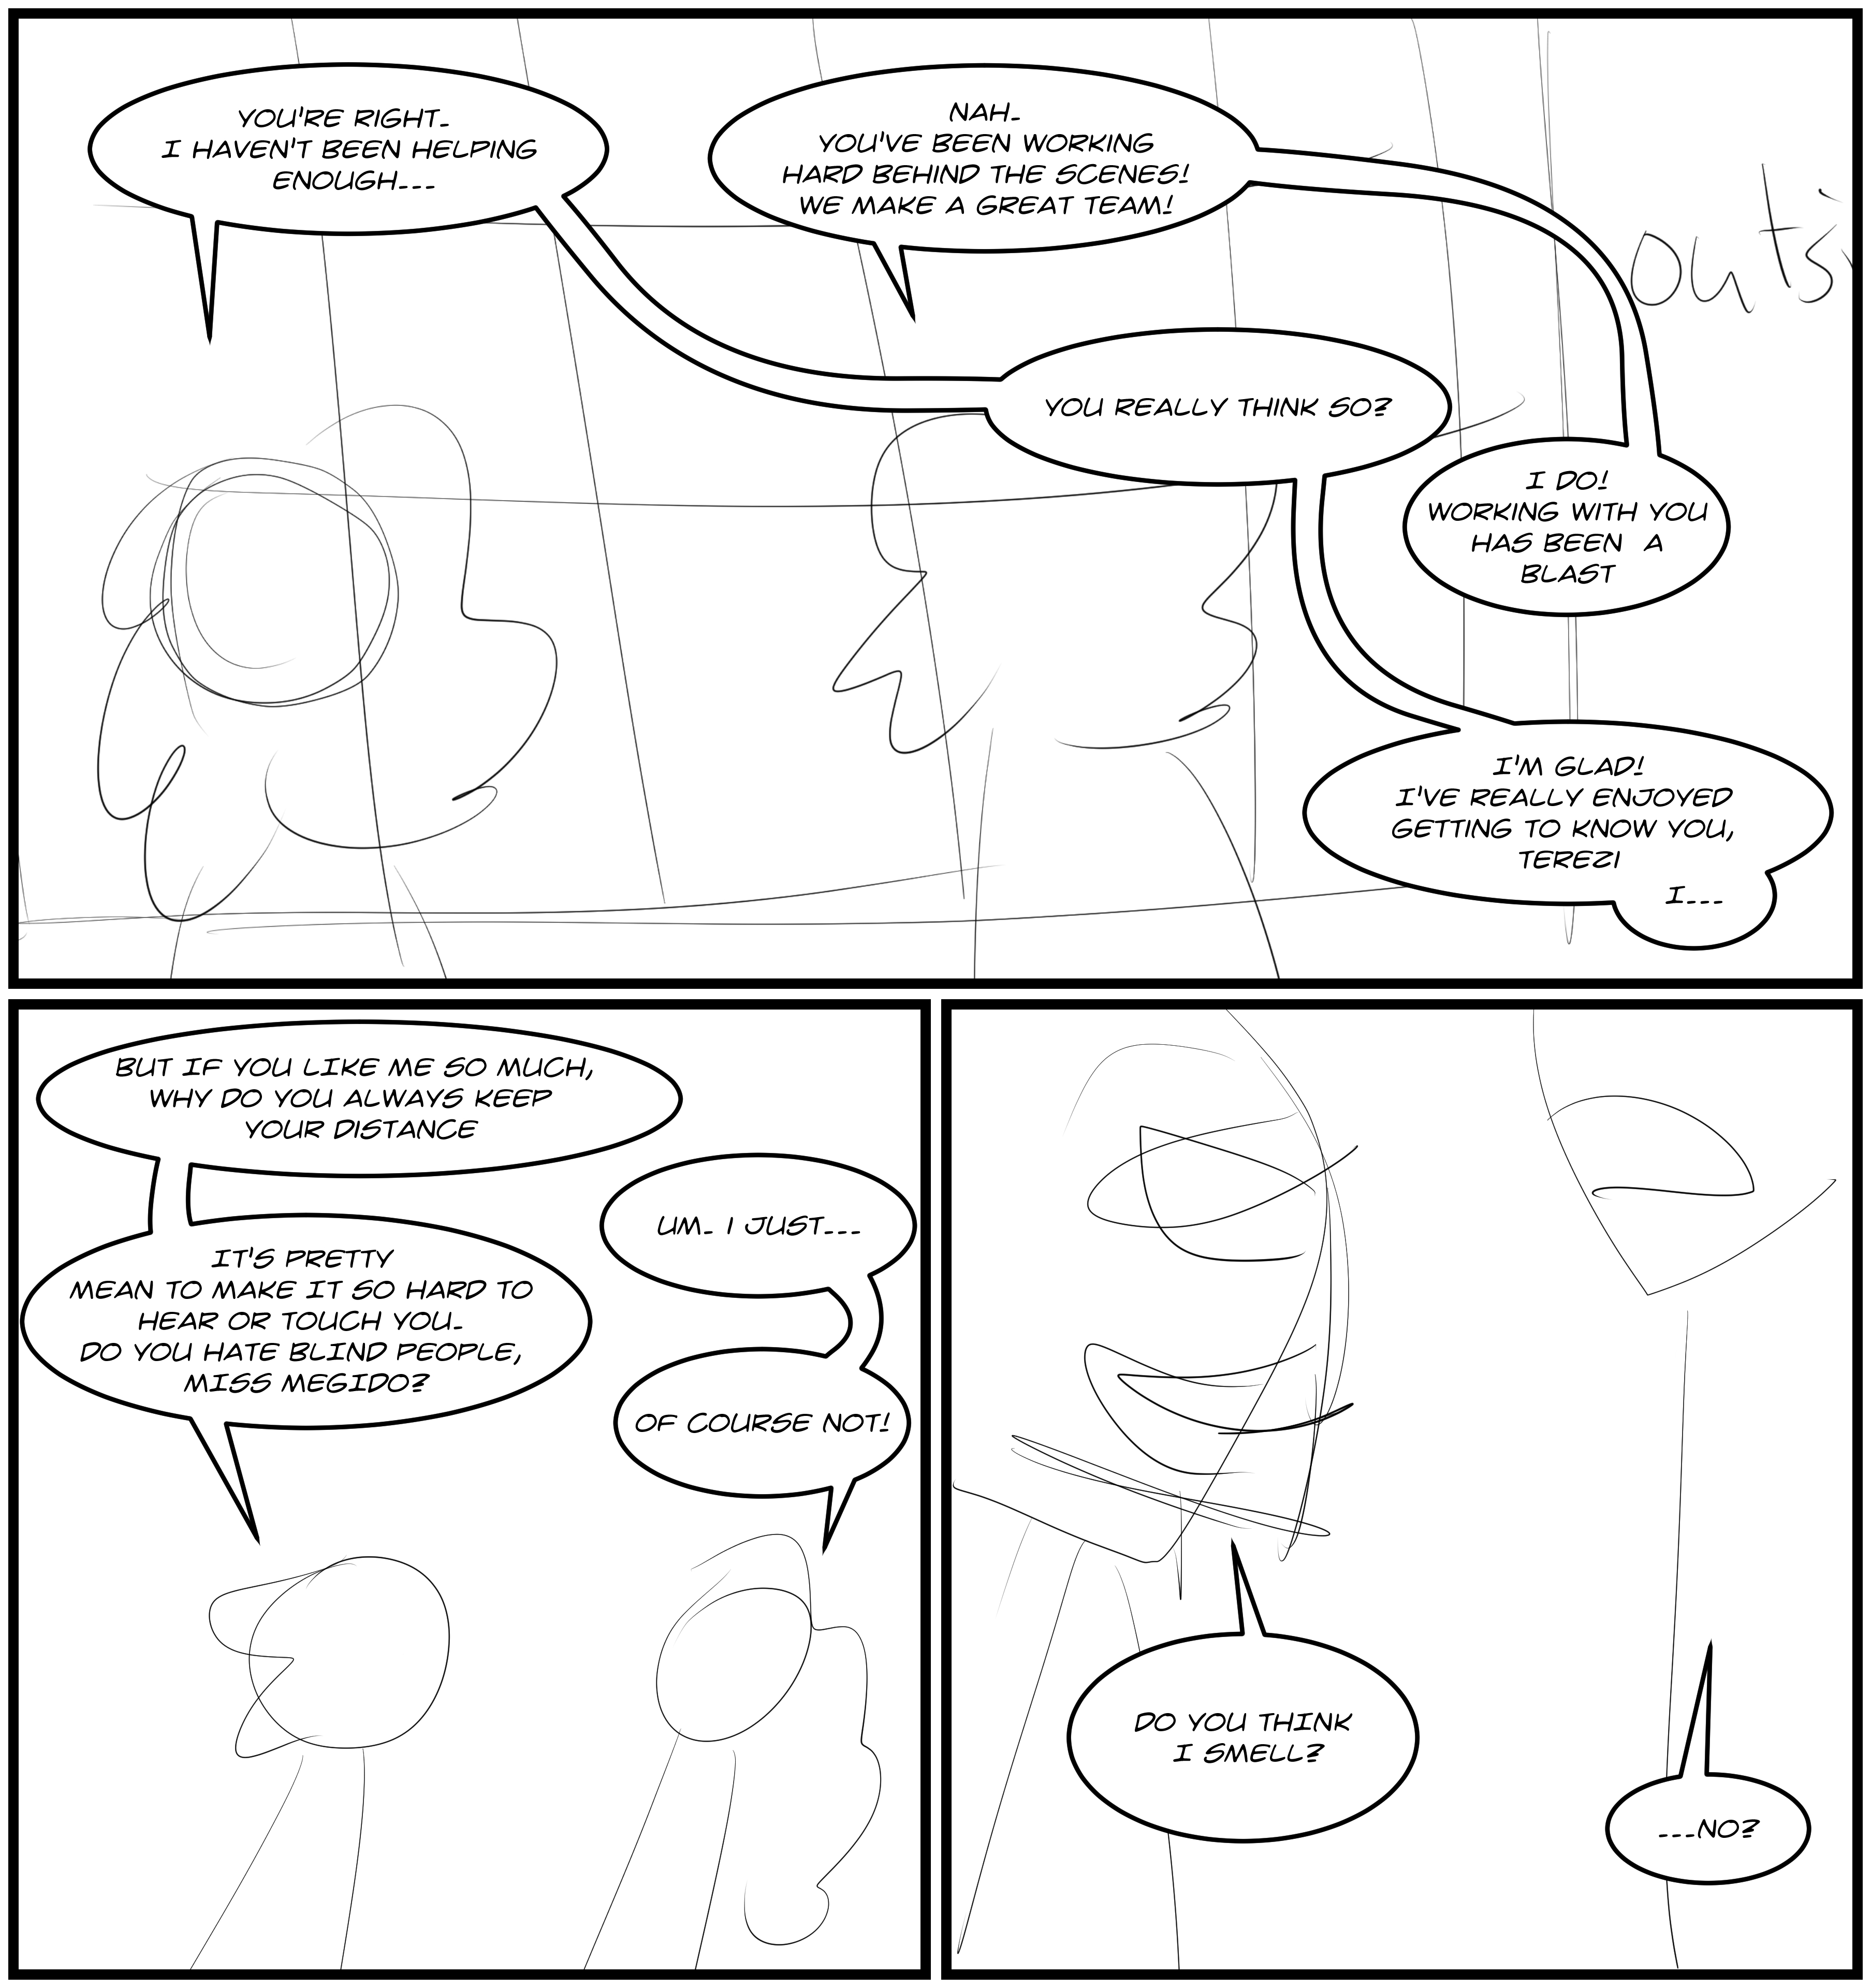 YOU'RE RIGHT.
I HAVEN'T BEEN HELPING
ENOUGH...
NAH.
YOU'VE BEEN WORKING
HARD BEHIND THE SCENES!
WE MAKE A GREAT TEAM!
outsi
YOU REALLY THINK SO?
I DO!
WORKING WITH YOU
HAS BEEN A
BLAST
I'M GLAD!
I'VE REALLY ENJOYED
GETTING TO KNOW YOU,
TEREZI
I...
BUT IF YOU LIKE ME SO MUCH,
WHY DO YOU ALWAYS KEEP
YOUR DISTANCE
IT'S PRETTY
MEAN TO MAKE IT SO HARD TO
HEAR OR TOUCH YOU.
DO YOU HATE BLIND PEOPLE,
MISS MEGIDO?
UM. I JUST...
OF COURSE NOT!
DO YOU THINK
I SMELL?
...NO?